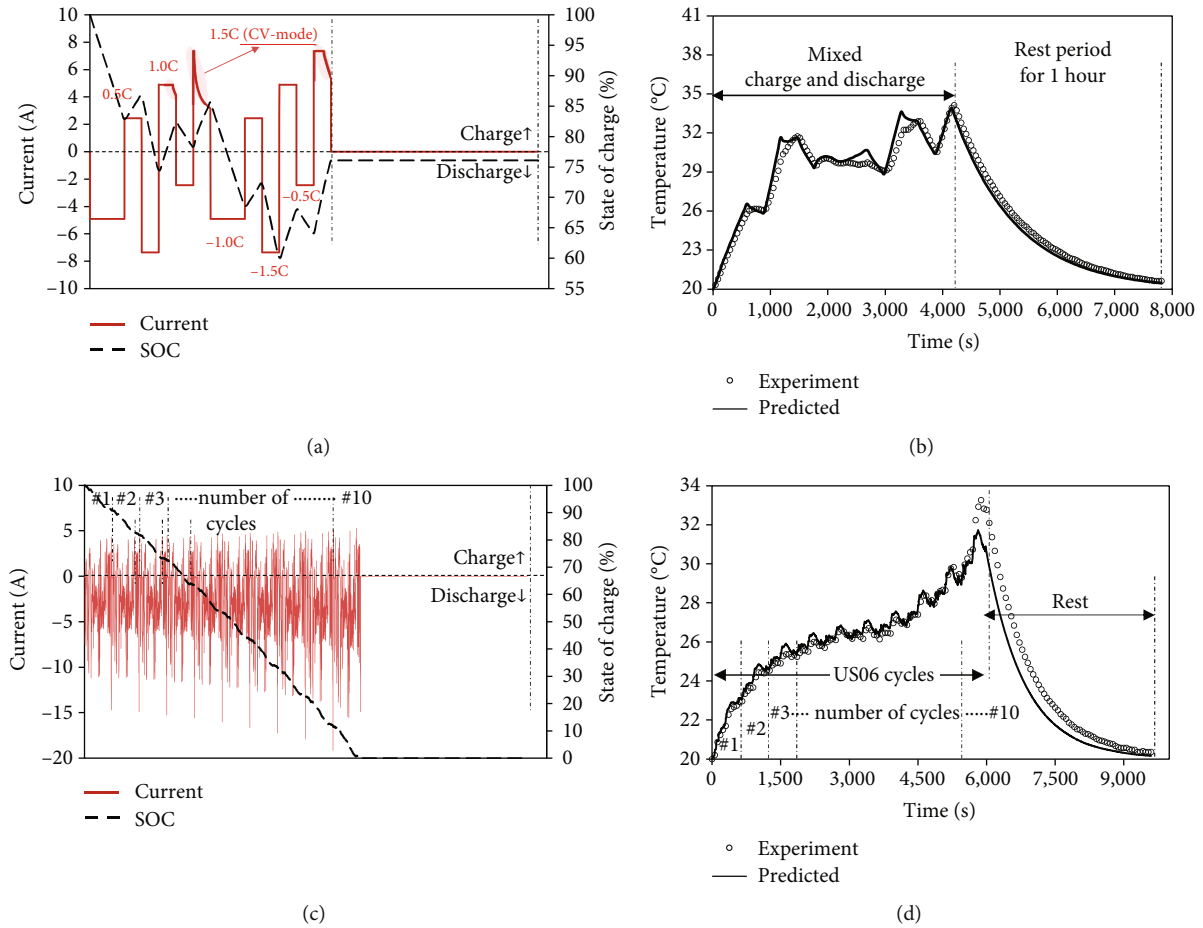 10
8
6
4
2
0
–2
–4
–6
–8
–10
Current (A)
100
95
90
85
80
75
70
65
60
55
State of charge (%)
1.5C (CV-mode)
1.0C
0.5C
Charge↑
Discharge↓
–0.5C
–1.0C
–1.5C
Current
SOC
(a)
41
38
35
32
29
26
23
20
Temperature (°C)
Mixed
charge and discharge
Rest period
for 1 hour
0
1,000
2,000
3,000
4,000
5,000
6,000
7,000
8,000
Time (s)
Experiment
Predicted
(b)
10
5
0
–5
–10
–15
–20
Current (A)
100
90
80
70
60
50
40
30
20
10
0
State of charge (%)
#1 #2 #3 ····· number of ········ #10
cycles
Charge↑
Discharge↓
Current
SOC
(c)
34
32
30
28
26
24
22
20
Temperature (°C)
Rest
US06 cycles
#3 ···· number of cycles ····· #10
#2
#1
0
1,500
3,000
4,500
6,000
7,500
9,000
Time (s)
Experiment
Predicted
(d)